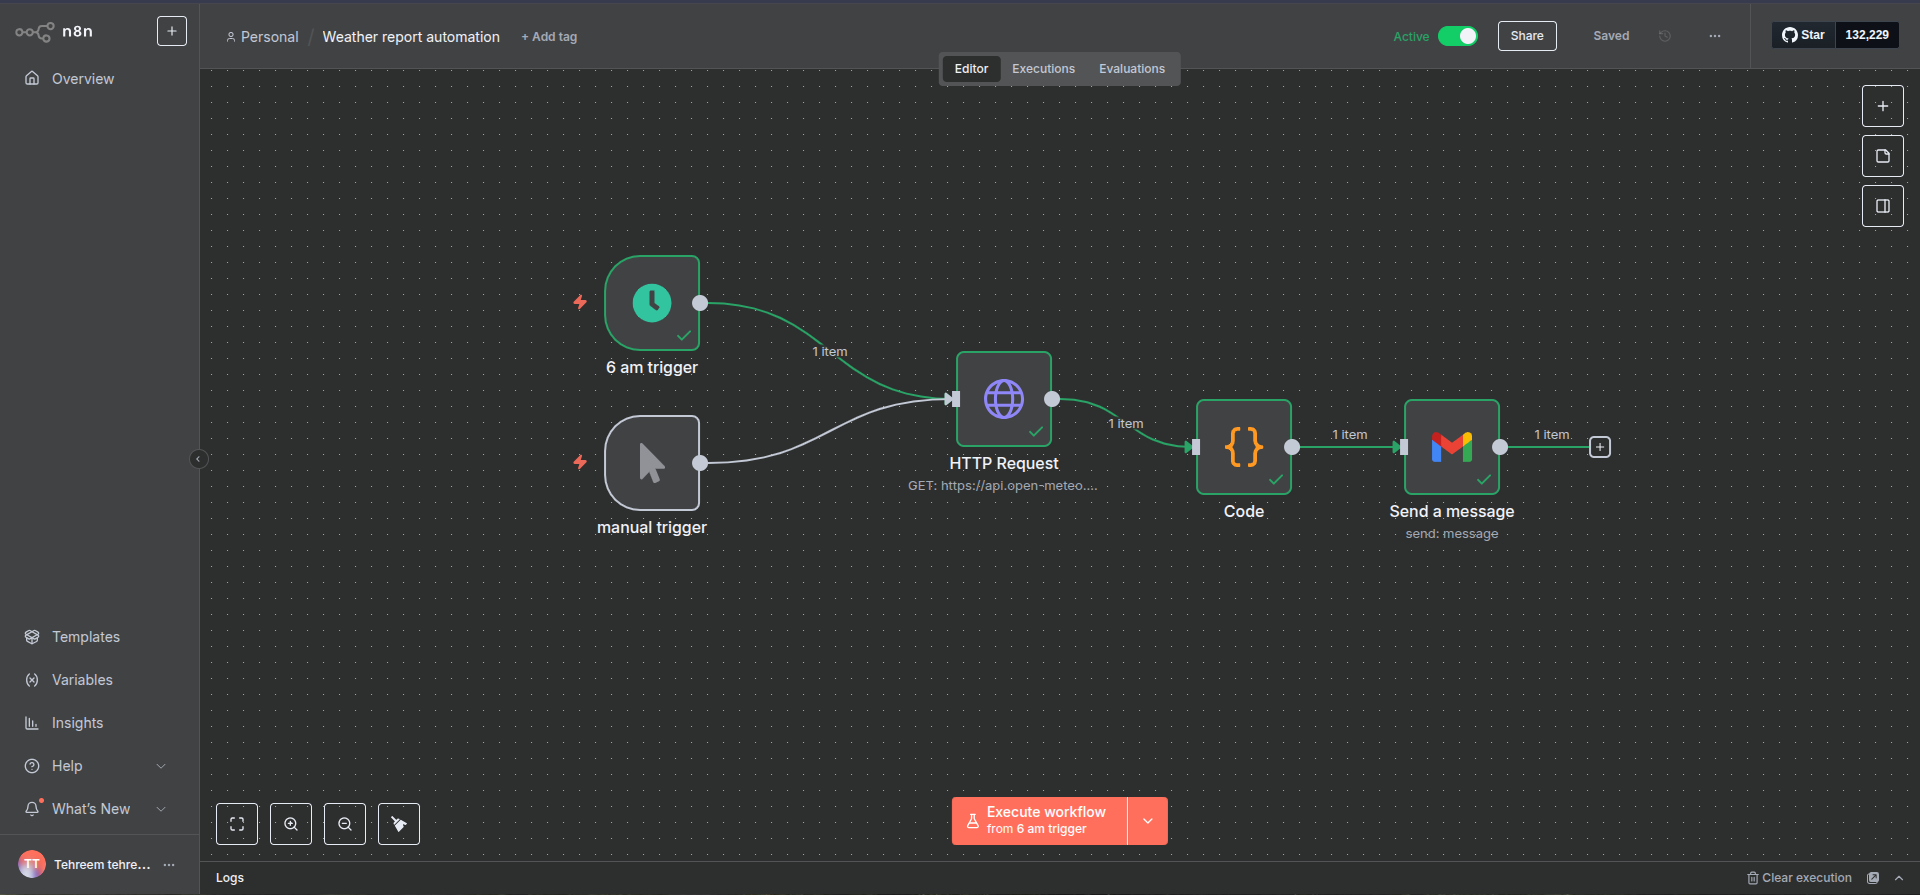 n8n
Overview
Personal / Weather report automation + Add tag
Active
Share
Saved
Star 132,229
Editor Executions Evaluations
6 am trigger
1 item
manual trigger
HTTP Request
GET: https://api.open-meteo....
1 item
Code
1 item
Send a message
send: message
1 item
Templates
Variables
Insights
Help
What's New
TT Tehreem tehre...
Execute workflow
from 6 am trigger
Logs
Clear execution